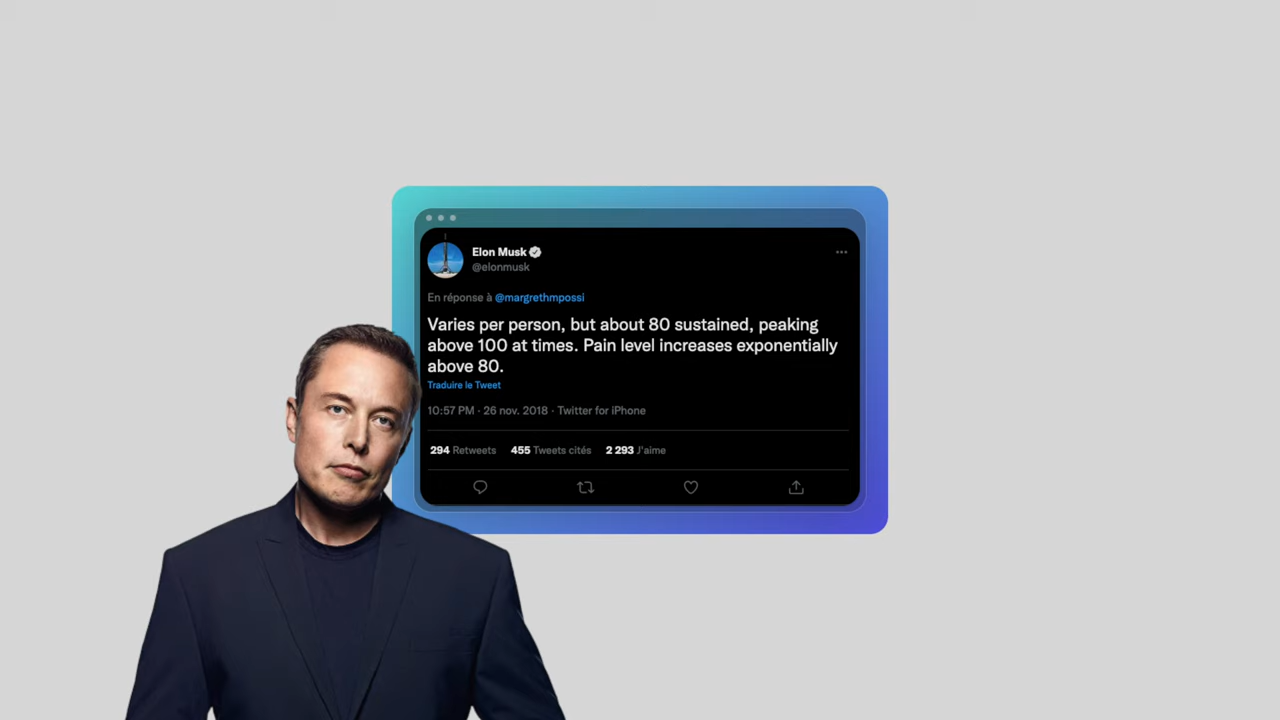 Elon Musk
@elonmusk
En réponse à @margrethmpossi
Varies per person, but about 80 sustained, peaking
above 100 at times. Pain level increases exponentially
above 80.
Traduire le Tweet
10:57 PM · 26 nov. 2018 · Twitter for iPhone
294 Retweets 455 Tweets cités 2 293 J'aime